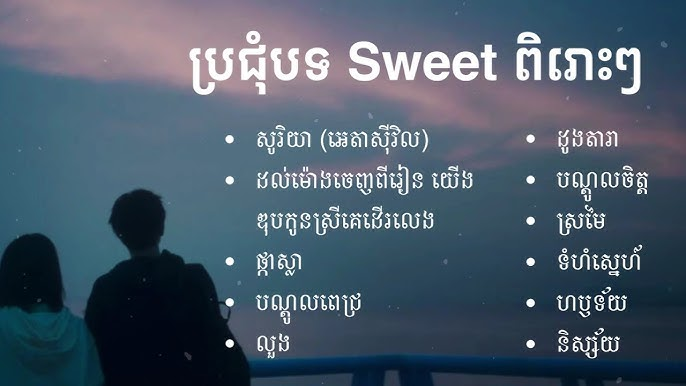 ប្រជុំបទ Sweet ពិរោះៗ
• សូរិយា (អេតាស៊ីវិល)
• ដល់ម៉ោងចេញពីរៀន យើង
ឌុបកូនស្រីគេដើរលេង
• ផ្កាស្លា
• បណ្តូលពេជ្រ
• លួង
• ដូងតារា
• បណ្តូលចិត្ត
• ស្រមៃ
• ទំហំស្នេហ៍
• ហប្ញទ័យ
• និស្ស័យ